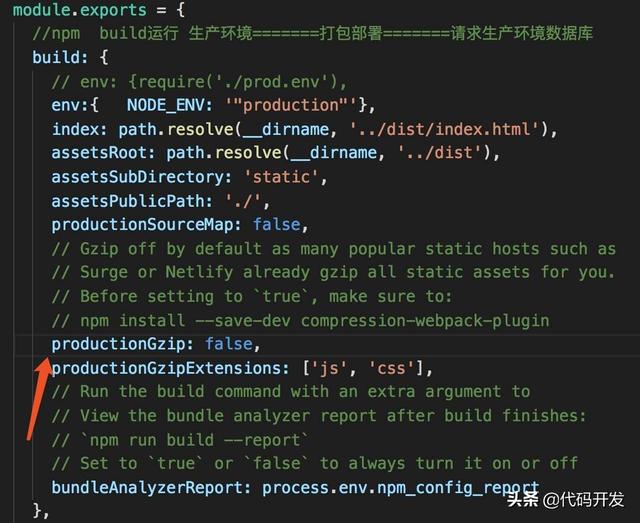 module.exports = {
//npm  build运行 生产环境=======打包部署=======请求生产环境数据库
build: {
// env: {require('./prod.env'),
env:{   NODE_ENV: '"production"'},
index: path.resolve(__dirname, '../dist/index.html'),
assetsRoot: path.resolve(__dirname, '../dist'),
assetsSubDirectory: 'static',
assetsPublicPath: './',
productionSourceMap: false,
// Gzip off by default as many popular static hosts such as
// Surge or Netlify already gzip all static assets for you.
// Before setting to `true`, make sure to:
// npm install --save-dev compression-webpack-plugin
productionGzip: false,
productionGzipExtensions: ['js', 'css'],
// Run the build command with an extra argument to
// View the bundle analyzer report after build finishes:
// `npm run build --report`
// Set to `true` or `false` to always turn it on or off
bundleAnalyzerReport: process.env.npm_config_report
},
头条 @代码开发